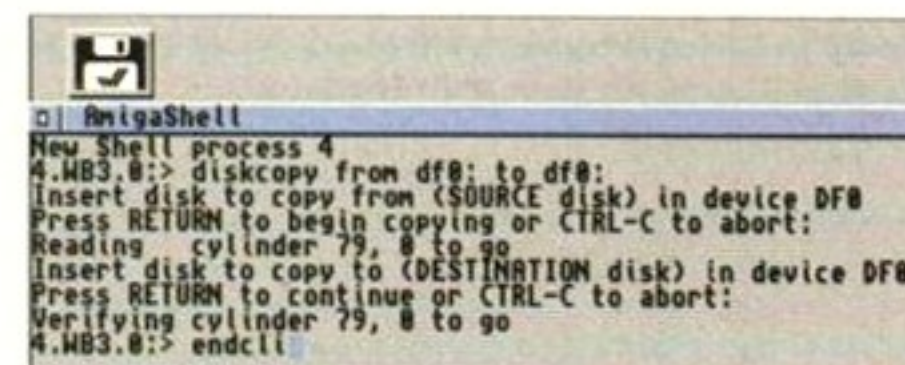 AmigaShell
New Shell process 4
4.WB3.0:> diskcopy from df0: to df0:
Insert disk to copy from (SOURCE disk) in device DF0
Press RETURN to begin copying or CTRL-C to abort:
Reading cylinder 79, 0 to go
Insert disk to copy to (DESTINATION disk) in device DF0
Press RETURN to continue or CTRL-C to abort:
Verifying cylinder 79, 0 to go
4.WB3.0:> endcli